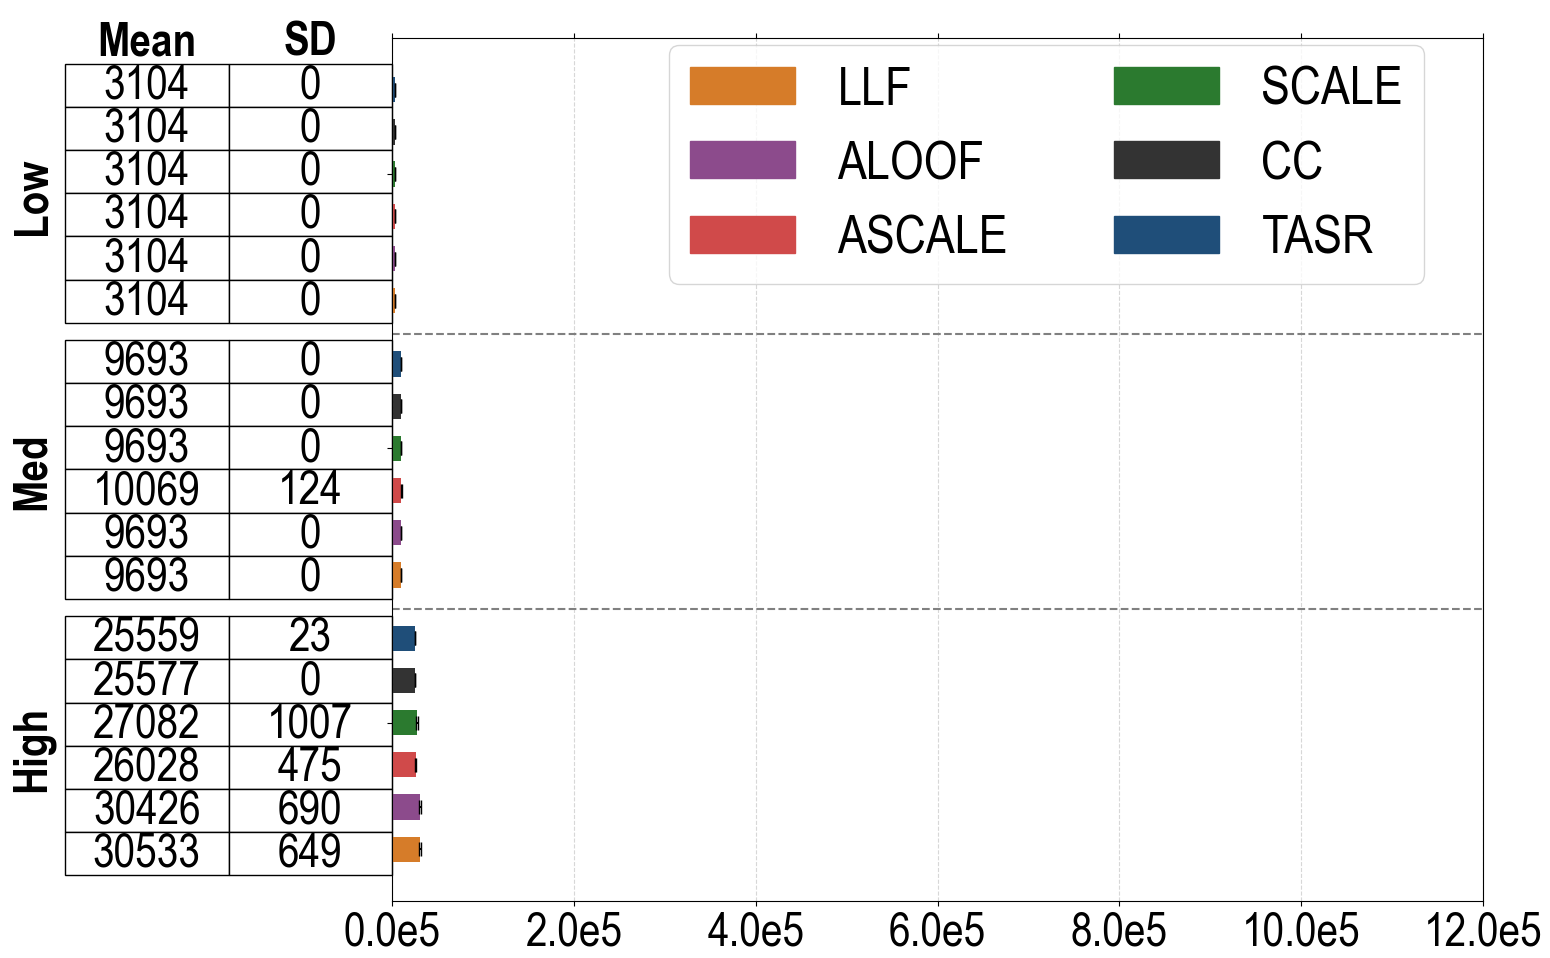 Mean SD
3104 0
3104 0
3104 0
3104 0
3104 0
3104 0
Low
9693 0
9693 0
9693 0
10069 124
9693 0
9693 0
Med
25559 23
25577 0
27082 1007
26028 475
30426 690
30533 649
High
LLF
ALOOF
ASCALE
SCALE
CC
TASR
0.0e5 2.0e5 4.0e5 6.0e5 8.0e5 10.0e5 12.0e5